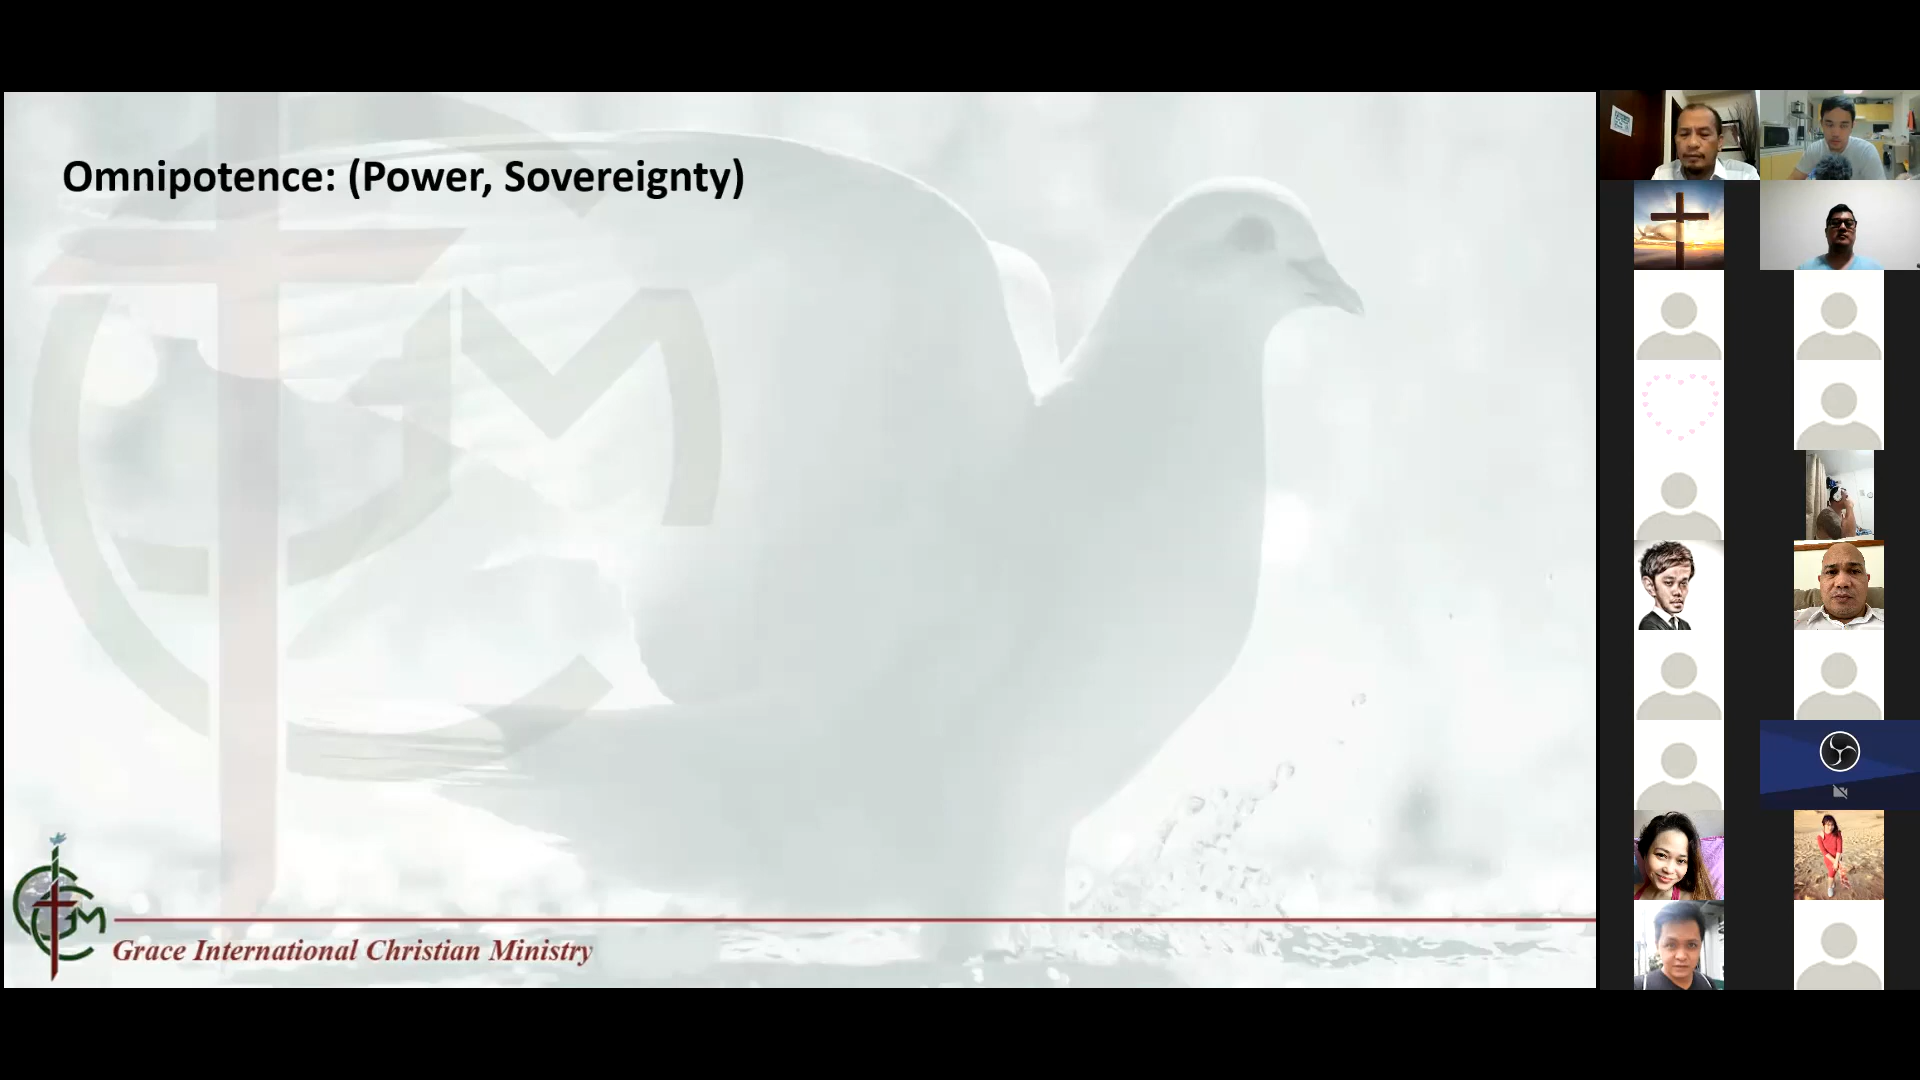 Omnipotence: (Power, Sovereignty)
Grace International Christian Ministry